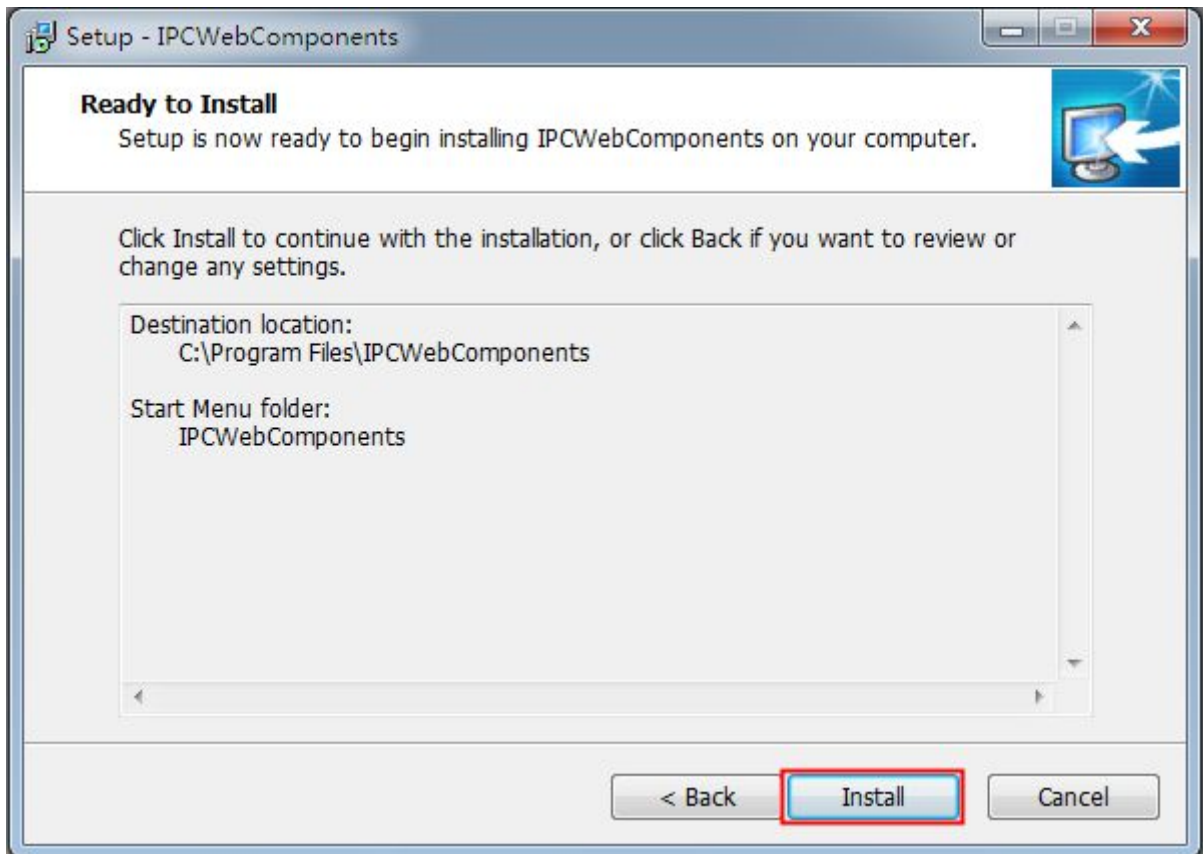 Setup - IPCWebComponents
Ready to Install
Setup is now ready to begin installing IPCWebComponents on your computer.
Click Install to continue with the installation, or click Back if you want to review or
change any settings.
Destination location:
C:\Program Files\IPCWebComponents
Start Menu folder:
IPCWebComponents
< Back Install Cancel